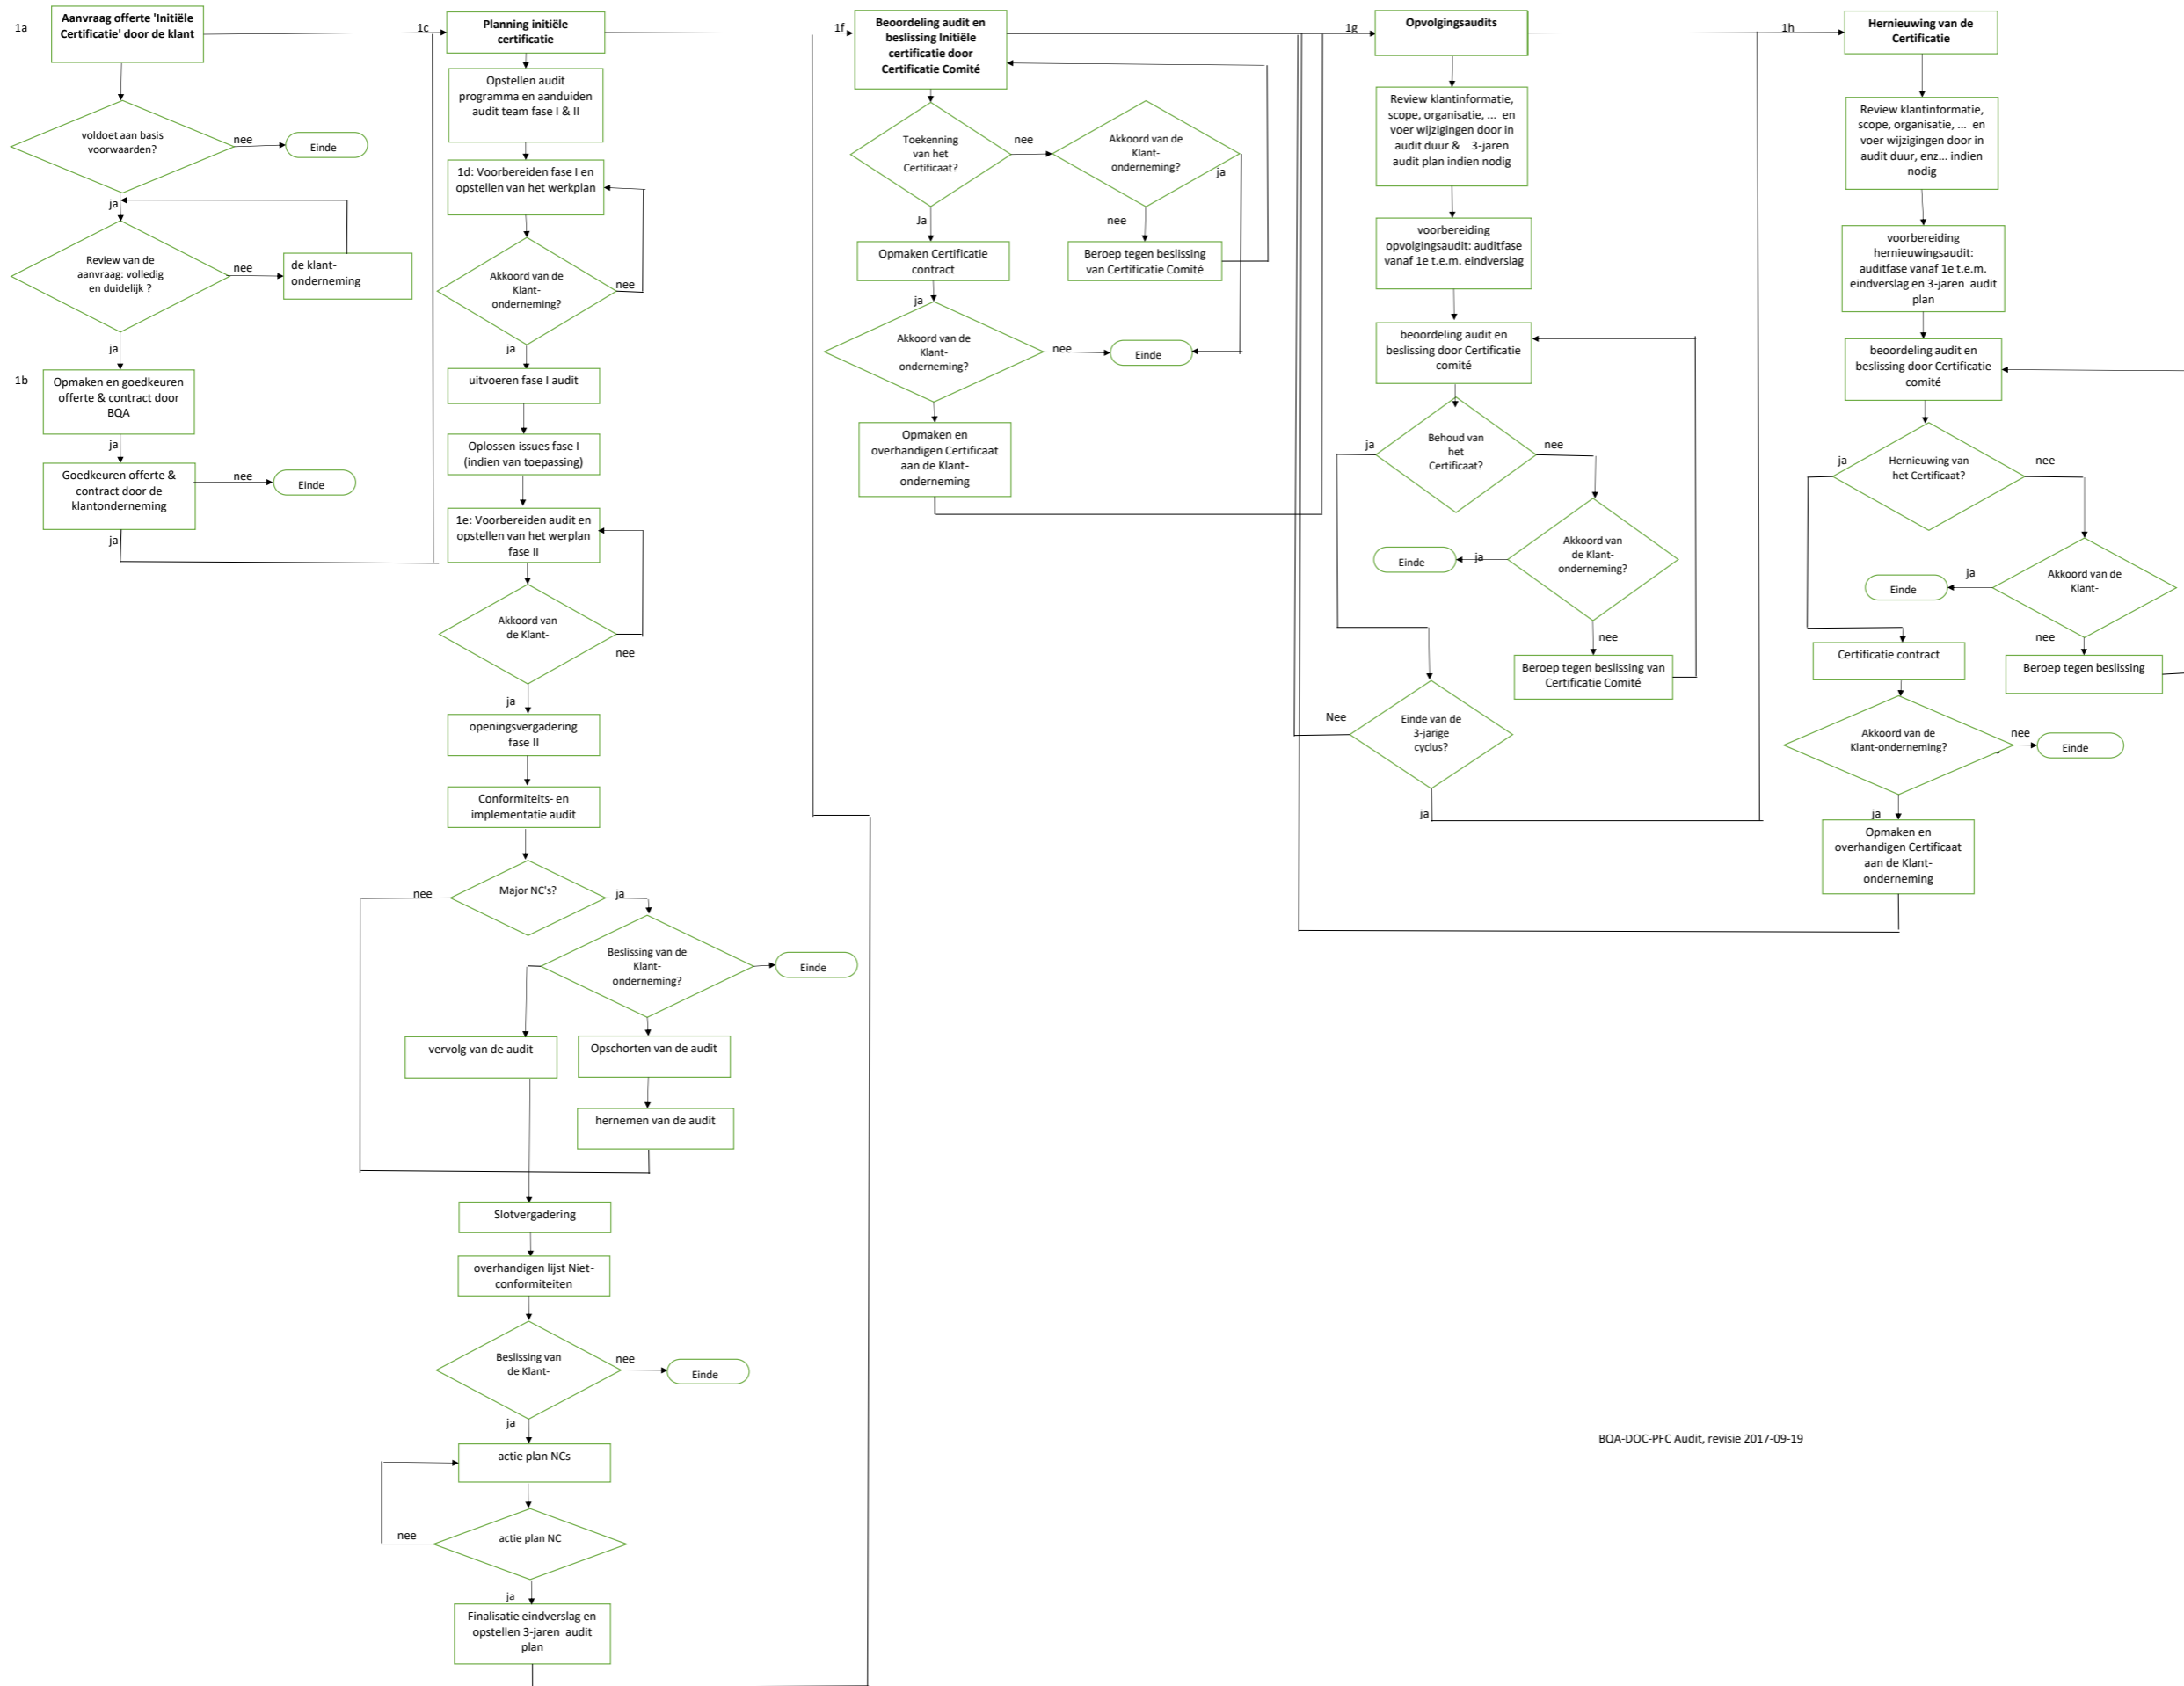 1a
Aanvraag offerte 'Initiële
Certificatie' door de klant
voldoet aan basis
voorwaarden?
nee
Einde
ja
Review van de
aanvraag: volledig
en duidelijk ?
nee
de klant-
onderneming
ja
1b
Opmaken en goedkeuren
offerte & contract door
BQA
ja
Goedkeuren offerte &
contract door de
klantonderneming
nee
Einde
ja
1c
Planning initiële
certificatie
Opstellen audit
programma en aanduiden
audit team fase I & II
1d: Voorbereiden fase I en
opstellen van het werkplan
Akkoord van de
Klant-
onderneming?
nee
ja
uitvoeren fase I audit
Oplossen issues fase I
(indien van toepassing)
1e: Voorbereiden audit en
opstellen van het werplan
fase II
Akkoord van
de Klant-
nee
ja
openingsvergadering
fase II
Conformiteits- en
implementatie audit
nee
Major NC's?
ja
Beslissing van de
Klant-
onderneming?
Einde
vervolg van de audit
Opschorten van de audit
hernemen van de audit
Slotvergadering
overhandigen lijst Niet-
conformiteiten
Beslissing van
de Klant-
nee
Einde
ja
actie plan NCs
nee
actie plan NC
ja
Finalisatie eindverslag en
opstellen 3-jaren audit
plan
1f
Beoordeling audit en
beslissing Initiële
certificatie door
Certificatie Comité
Toekenning
van het
Certificaat?
nee
Akkoord van de
Klant-
onderneming?
ja
Ja
nee
Opmaken Certificatie
contract
Beroep tegen beslissing
van Certificatie Comité
ja
Akkoord van de
Klant-
onderneming?
nee
Einde
Opmaken en
overhandigen Certificaat
aan de Klant-
onderneming
1g
Opvolgingsaudits
Review klantinformatie,
scope, organisatie, ... en
voer wijzigingen door in
audit duur & 3-jaren
audit plan indien nodig
voorbereiding
opvolgingsaudit: auditfase
vanaf 1e t.e.m. eindverslag
beoordeling audit en
beslissing door Certificatie
comité
ja
Behoud van
het
Certificaat?
nee
Einde
ja
Akkoord van
de Klant-
onderneming?
nee
Beroep tegen beslissing van
Certificatie Comité
Nee
Einde van de
3-jarige
cyclus?
ja
1h
Hernieuwing van de
Certificatie
Review klantinformatie,
scope, organisatie, ... en
voer wijzigingen door in
audit duur, enz... indien
nodig
voorbereiding
hernieuwingsaudit:
auditfase vanaf 1e t.e.m.
eindverslag en 3-jaren audit
plan
beoordeling audit en
beslissing door Certificatie
comité
ja
Hernieuwing van
het Certificaat?
nee
Einde
ja
Akkoord van de
Klant-
nee
Certificatie contract
Beroep tegen beslissing
Akkoord van de
Klant-onderneming?
nee
Einde
ja
Opmaken en
overhandigen Certificaat
aan de Klant-
onderneming
BQA-DOC-PFC Audit, revisie 2017-09-19